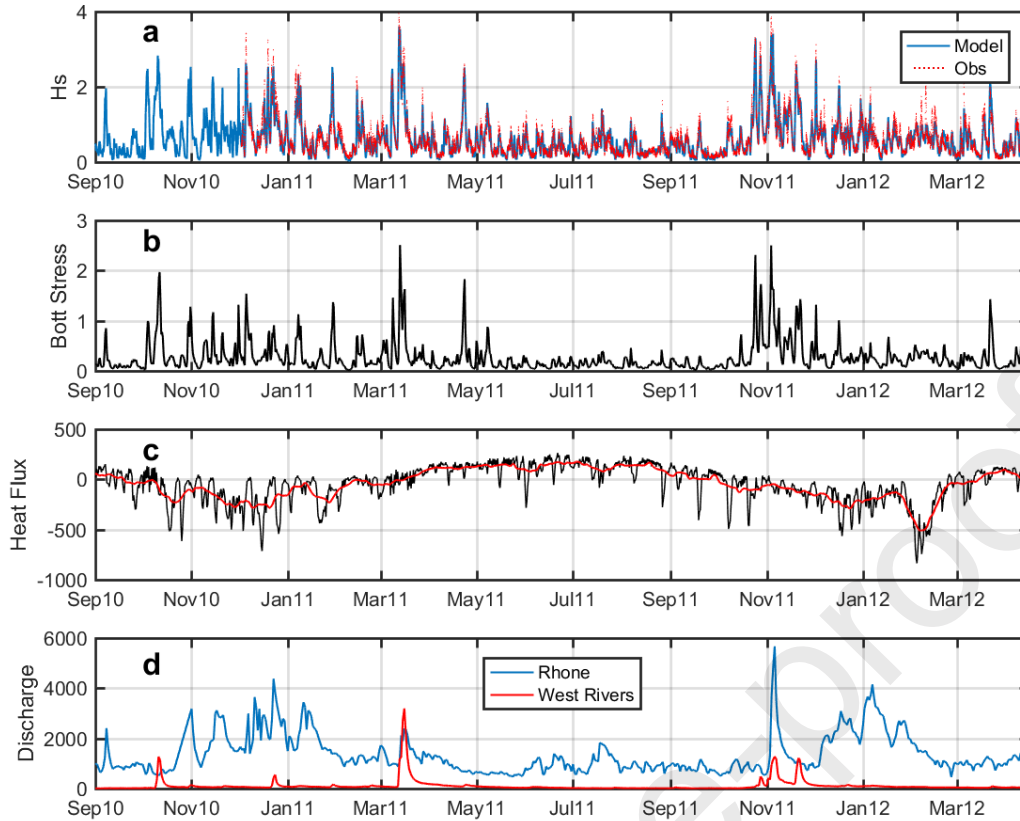 a
Hs
4
2
0
Model
Obs
Sep10 Nov10 Jan11 Mar11 May11 Jul11 Sep11 Nov11 Jan12 Mar12
b
Bott Stress
3
2
1
0
Sep10 Nov10 Jan11 Mar11 May11 Jul11 Sep11 Nov11 Jan12 Mar12
c
Heat Flux
500
0
-500
-1000
Sep10 Nov10 Jan11 Mar11 May11 Jul11 Sep11 Nov11 Jan12 Mar12
d
Discharge
6000
4000
2000
0
Rhone
West Rivers
Sep10 Nov10 Jan11 Mar11 May11 Jul11 Sep11 Nov11 Jan12 Mar12
proof